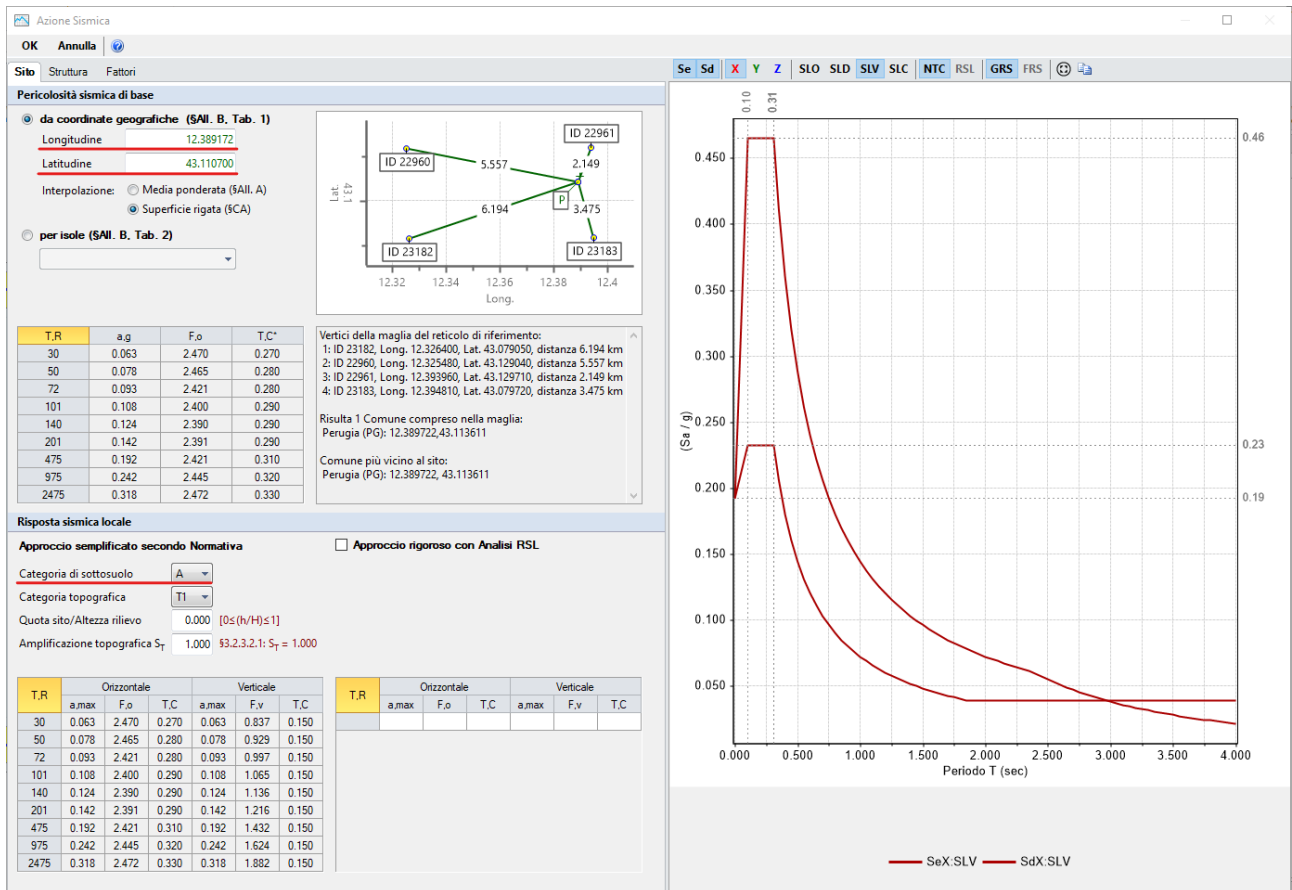 Azione Sismica
OK Annulla
Sito Struttura Fattori
Pericolosità sismica di base
da coordinate geografiche (§All. B, Tab. 1)
Longitudine 12.389172
Latitudine 43.110700
Interpolazione: Media ponderata (§All. A)
Superficie rigata (§CA)
per isole (§All. B, Tab. 2)
ID 22961
ID 22960
5.557
2.149
Lat.
43.1
P
6.194
3.475
ID 23182
ID 23183
12.32 12.34 12.36 12.38 12.4
Long.
T,R a,g F,o T,C*
30 0.063 2.470 0.270
50 0.078 2.465 0.280
72 0.093 2.421 0.280
101 0.108 2.400 0.290
140 0.124 2.390 0.290
201 0.142 2.391 0.290
475 0.192 2.421 0.310
975 0.242 2.445 0.320
2475 0.318 2.472 0.330
Vertici della maglia del reticolo di riferimento:
1: ID 23182, Long. 12.326400, Lat. 43.079050, distanza 6.194 km
2: ID 22960, Long. 12.325480, Lat. 43.129040, distanza 5.557 km
3: ID 22961, Long. 12.393960, Lat. 43.129710, distanza 2.149 km
4: ID 23183, Long. 12.394810, Lat. 43.079720, distanza 3.475 km
Risulta 1 Comune compreso nella maglia:
Perugia (PG): 12.389722,43.113611
Comune più vicino al sito:
Perugia (PG): 12.389722, 43.113611
Risposta sismica locale
Approccio semplificato secondo Normativa
Approccio rigoroso con Analisi RSL
Categoria di sottosuolo A
Categoria topografica T1
Quota sito/Altezza rilievo 0.000 [0≤(h/H)≤1]
Amplificazione topografica ST 1.000 §3.2.3.2.1: ST = 1.000
T,R Orizzontale Verticale
a,max F,o T,C a,max F,v T,C
30 0.063 2.470 0.270 0.063 0.837 0.150
50 0.078 2.465 0.280 0.078 0.929 0.150
72 0.093 2.421 0.280 0.093 0.997 0.150
101 0.108 2.400 0.290 0.108 1.065 0.150
140 0.124 2.390 0.290 0.124 1.136 0.150
201 0.142 2.391 0.290 0.142 1.216 0.150
475 0.192 2.421 0.310 0.192 1.432 0.150
975 0.242 2.445 0.320 0.242 1.624 0.150
2475 0.318 2.472 0.330 0.318 1.882 0.150
T,R Orizzontale Verticale
a,max F,o T,C a,max F,v T,C
Se Sd X Y Z SLO SLD SLV SLC NTC RSL GRS FRS
0.10 0.31
0.450
0.400
0.350
0.300
0.250
0.200
0.150
0.100
0.050
(Sa / g)
0.46
0.23
0.19
0.000 0.500 1.000 1.500 2.000 2.500 3.000 3.500 4.000
Periodo T (sec)
SeX:SLV SdX:SLV